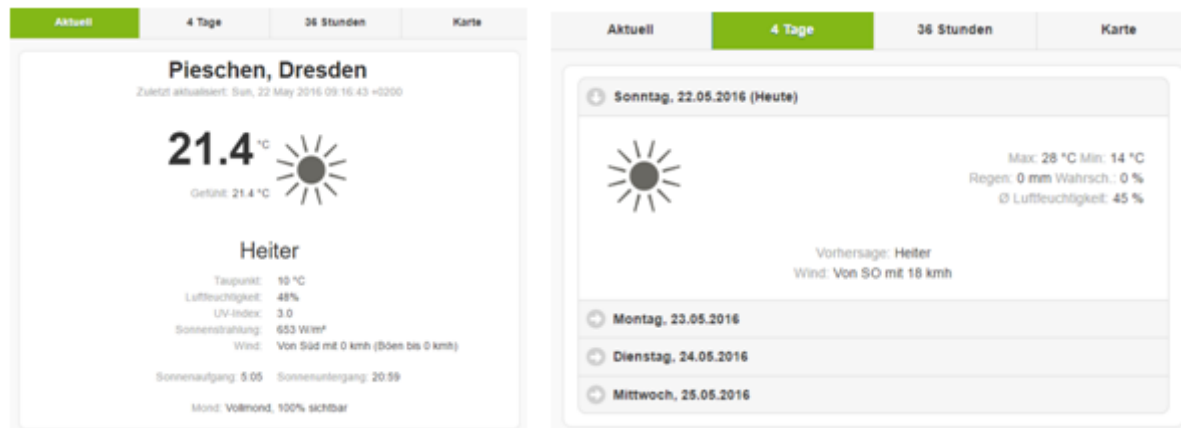 Aktuell 4 Tage 36 Stunden Karte
Pieschen, Dresden
Zuletzt aktualisiert: Sun, 22 May 2016 09:16:43 +0200
21.4 °C
Gefühlt: 21.4 °C
Heiter
Taupunkt: 10 °C
Luftfeuchtigkeit: 48%
UV-Index: 3.0
Sonnenstrahlung: 653 W/m²
Wind: Von Süd mit 0 kmh (Böen bis 0 kmh)
Sonnenaufgang: 5:05 Sonnenuntergang: 20:59
Mond: Vollmond, 100% sichtbar
Aktuell 4 Tage 36 Stunden Karte
Sonntag, 22.05.2016 (Heute)
Max: 28 °C Min: 14 °C
Regen: 0 mm Wahrsch.: 0 %
Ø Luftfeuchtigkeit: 45 %
Vorhersage: Heiter
Wind: Von SO mit 18 kmh
Montag, 23.05.2016
Dienstag, 24.05.2016
Mittwoch, 25.05.2016